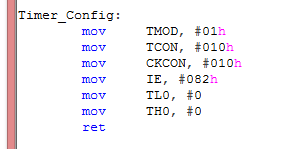 Timer_Config:
mov TMOD, #01h
mov TCON, #010h
mov CKCON, #010h
mov IE, #082h
mov TL0, #0
mov TH0, #0
ret